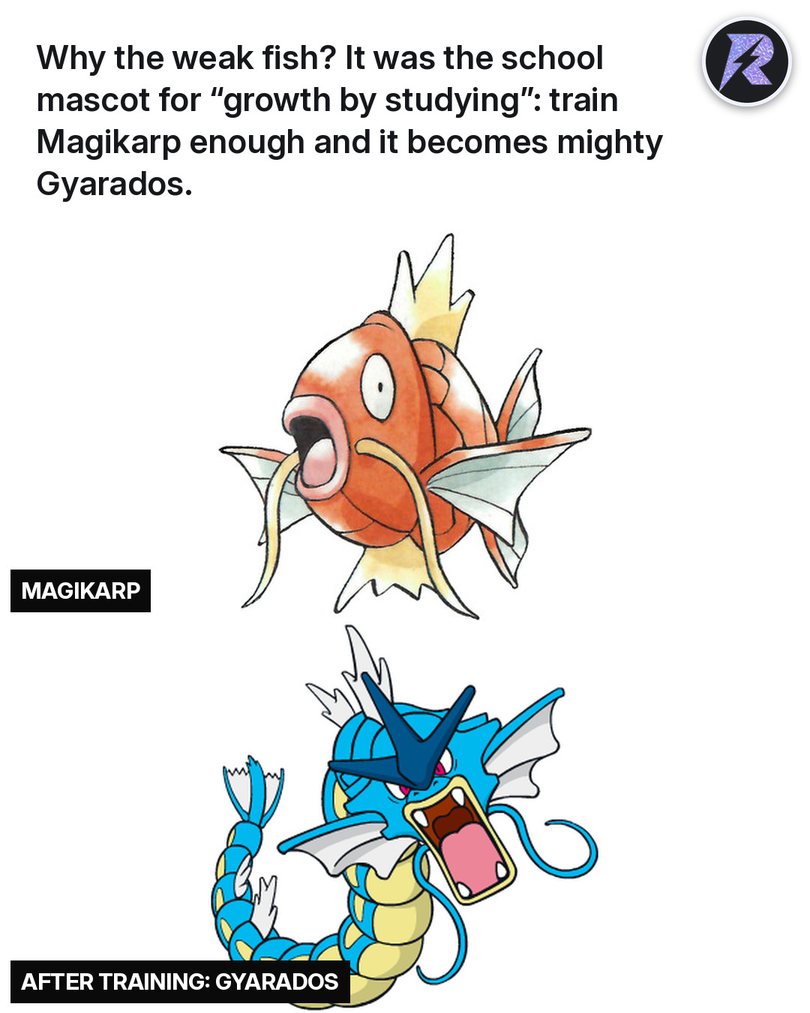 Why the weak fish? It was the school
mascot for “growth by studying”: train
Magikarp enough and it becomes mighty
Gyarados.
R
MAGIKARP
AFTER TRAINING: GYARADOS